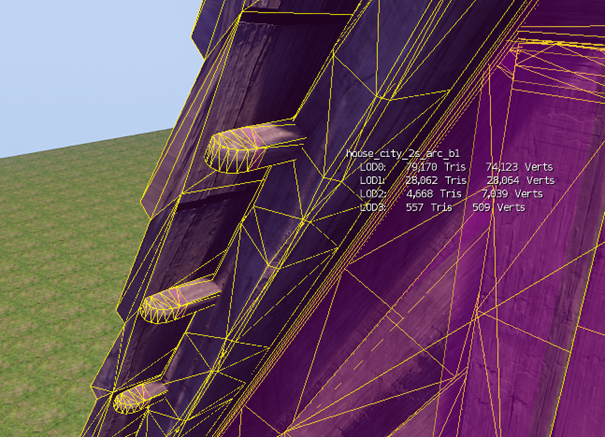 house_city_2s_arc_bl
LOD0: 79,170 Tris 74,123 Verts
LOD1: 28,062 Tris 28,064 Verts
LOD2: 4,668 Tris 7,039 Verts
LOD3: 557 Tris 509 Verts